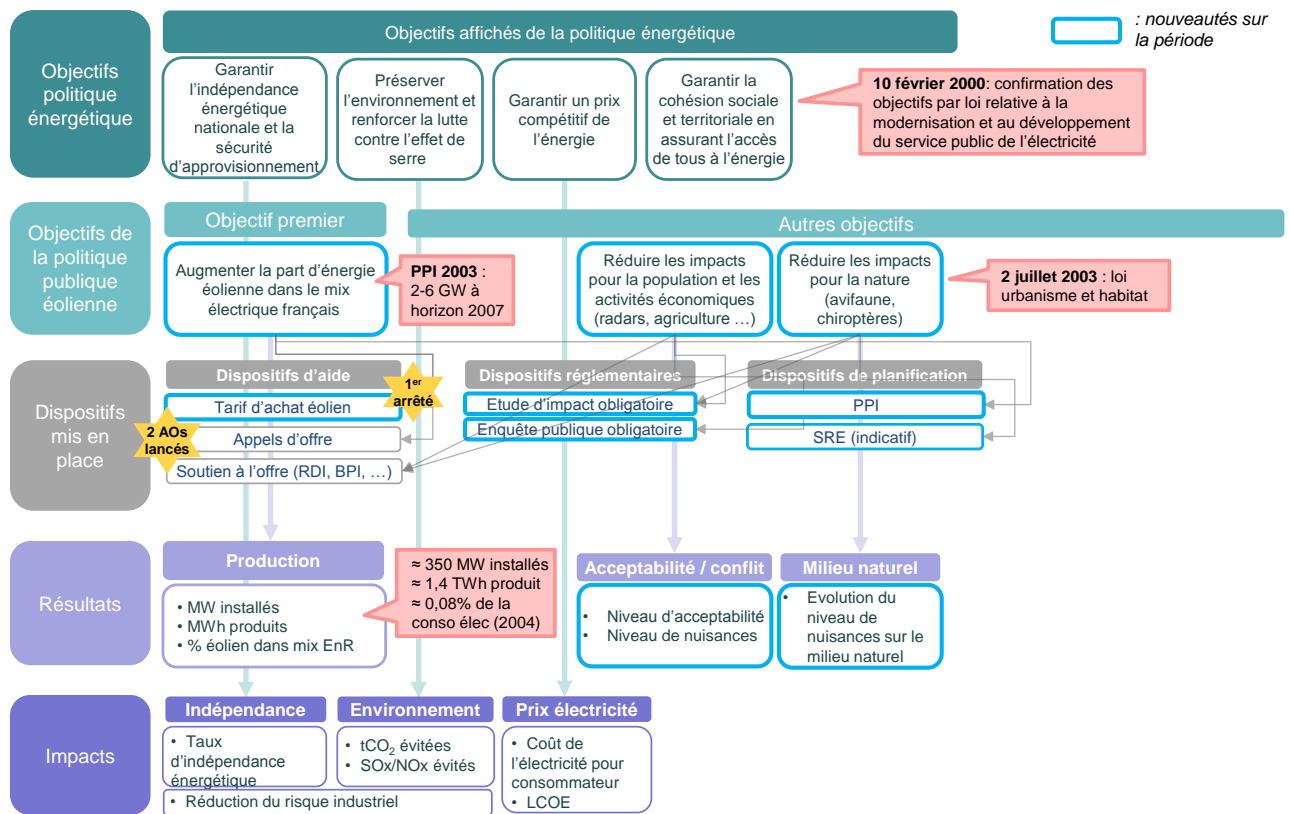 Objectifs affichés de la politique énergétique
: nouveautés sur
la période
Objectifs
politique
énergétique
Garantir
l'indépendance
énergétique
nationale et la
sécurité
d'approvisionnement
Préserver
l'environnement et
renforcer la lutte
contre l'effet de
serre
Garantir un prix
compétitif de
l'énergie
Garantir la
cohésion sociale
et territoriale en
assurant l'accès
de tous à l'énergie
10 février 2000: confirmation des
objectifs par loi relative à la
modernisation et au développement
du service public de l'électricité
Objectifs de
la politique
publique
éolienne
Objectif premier
Autres objectifs
Augmenter la part d'énergie
éolienne dans le mix
électrique français
PPI 2003 :
2-6 GW à
horizon 2007
Réduire les impacts
pour la population et les
activités économiques
(radars, agriculture …)
Réduire les impacts
pour la nature
(avifaune,
chiroptères)
2 juillet 2003 : loi
urbanisme et habitat
Dispositifs
mis en
place
Dispositifs d'aide
1er
arrêté
Tarif d'achat éolien
2 AOs
lancés
Appels d'offre
Soutien à l'offre (RDI, BPI, …)
Dispositifs réglementaires
Etude d'impact obligatoire
Enquête publique obligatoire
Dispositifs de planification
PPI
SRE (indicatif)
Résultats
Production
• MW installés
• MWh produits
• % éolien dans mix EnR
≈ 350 MW installés
≈ 1,4 TWh produit
≈ 0,08% de la
conso élec (2004)
Acceptabilité / conflit
• Niveau d'acceptabilité
• Niveau de nuisances
Milieu naturel
• Evolution du
niveau de
nuisances sur le
milieu naturel
Impacts
Indépendance
• Taux
d'indépendance
énergétique
Environnement
• tCO2 évitées
• SOx/NOx évités
Prix électricité
• Coût de
l'électricité pour
consommateur
• LCOE
• Réduction du risque industriel